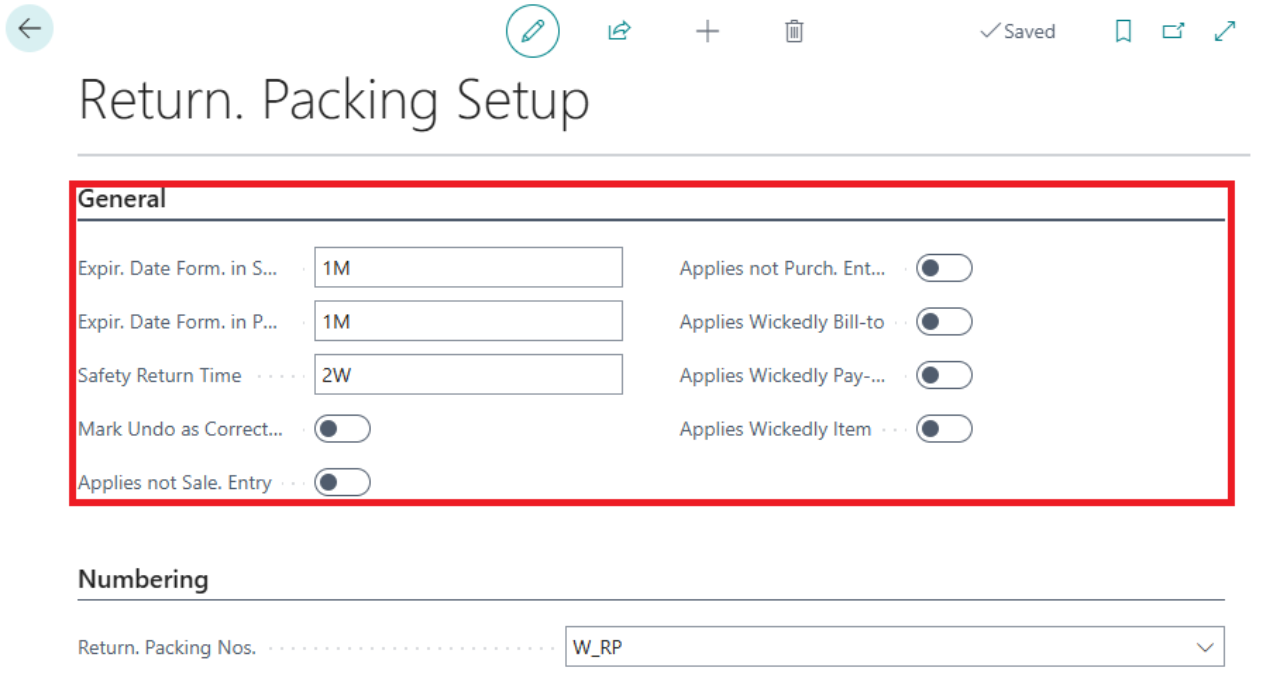 Saved
Return. Packing Setup
General
Expir. Date Form. in S... 1M
Expir. Date Form. in P... 1M
Safety Return Time 2W
Mark Undo as Correct...
Applies not Sale. Entry
Applies not Purch. Ent...
Applies Wickedly Bill-to
Applies Wickedly Pay-...
Applies Wickedly Item
Numbering
Return. Packing Nos. W_RP